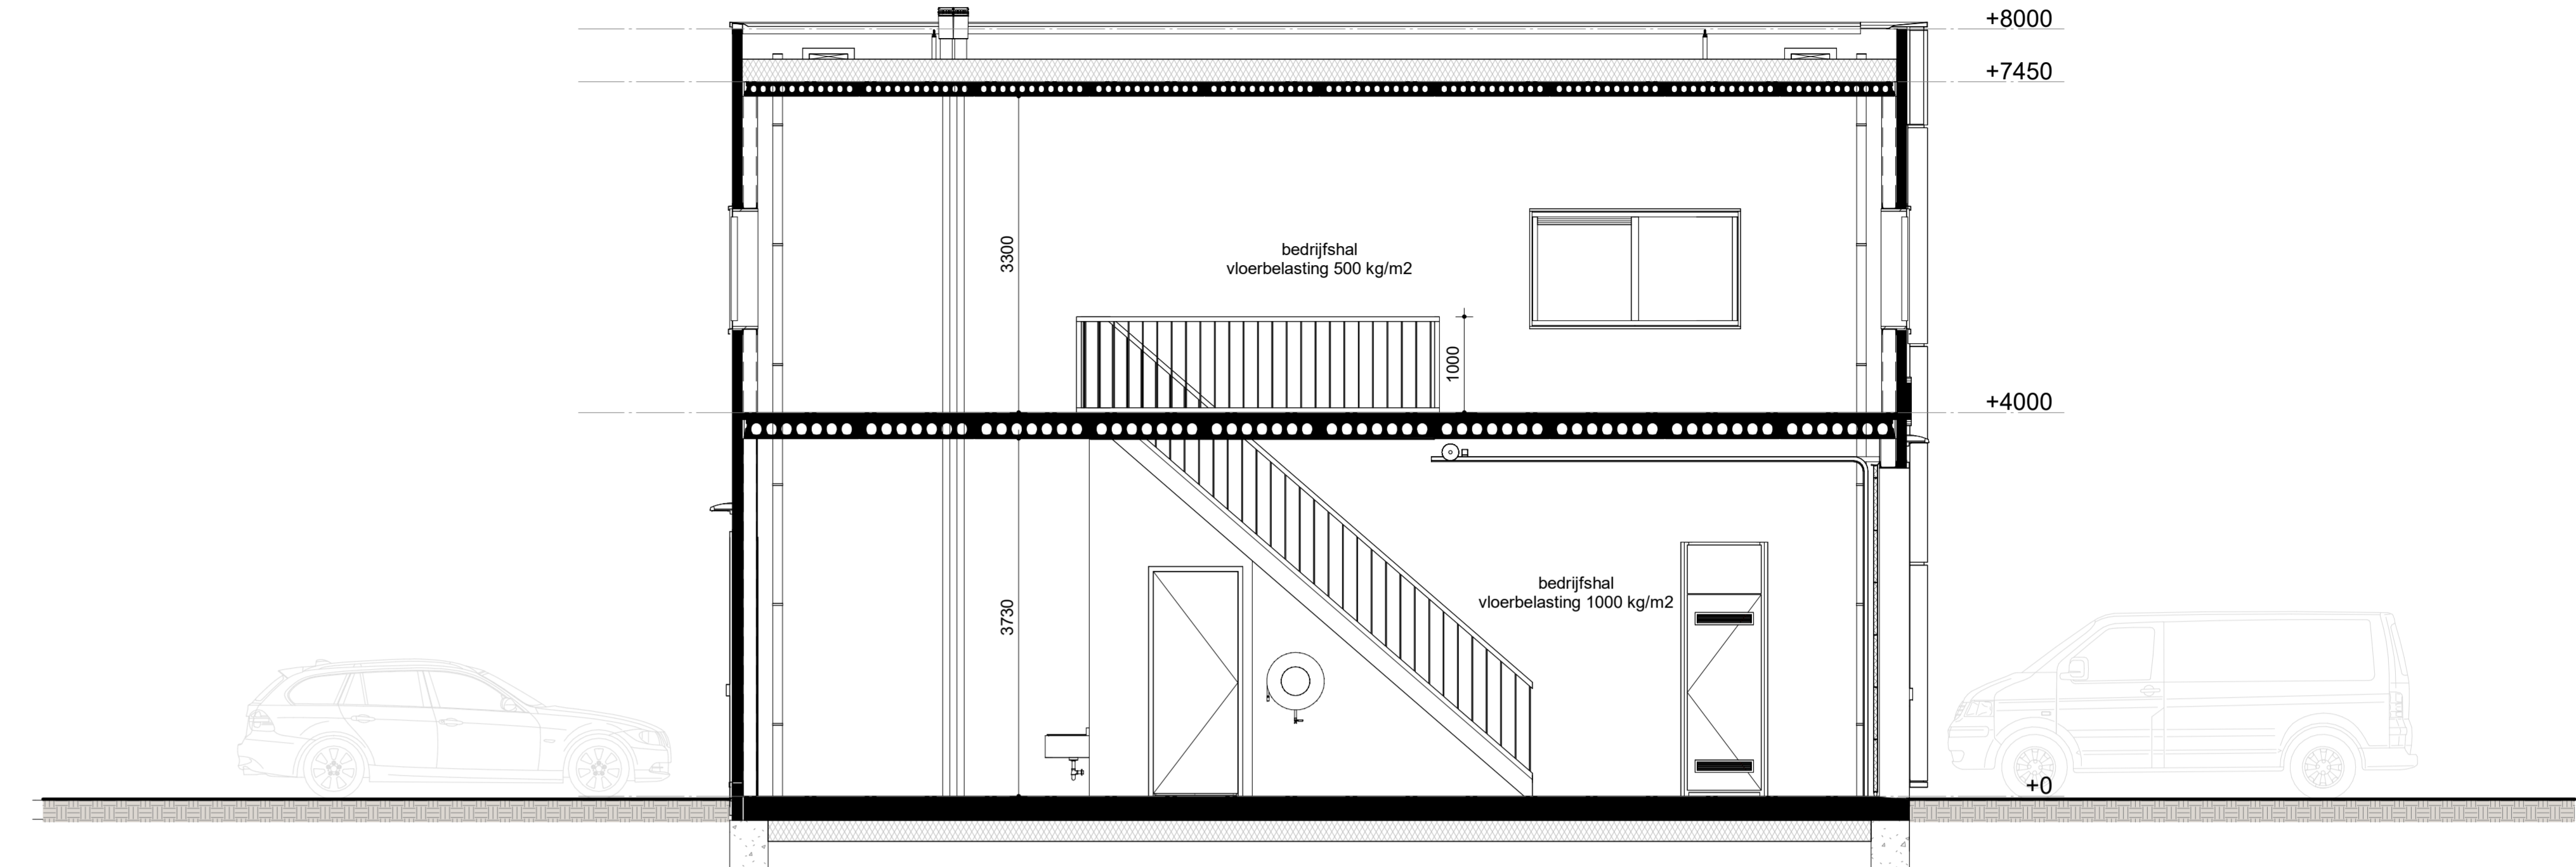 +8000
+7450
3300
bedrijfshal
vloerbelasting 500 kg/m2
1000
+4000
3730
bedrijfshal
vloerbelasting 1000 kg/m2
+0